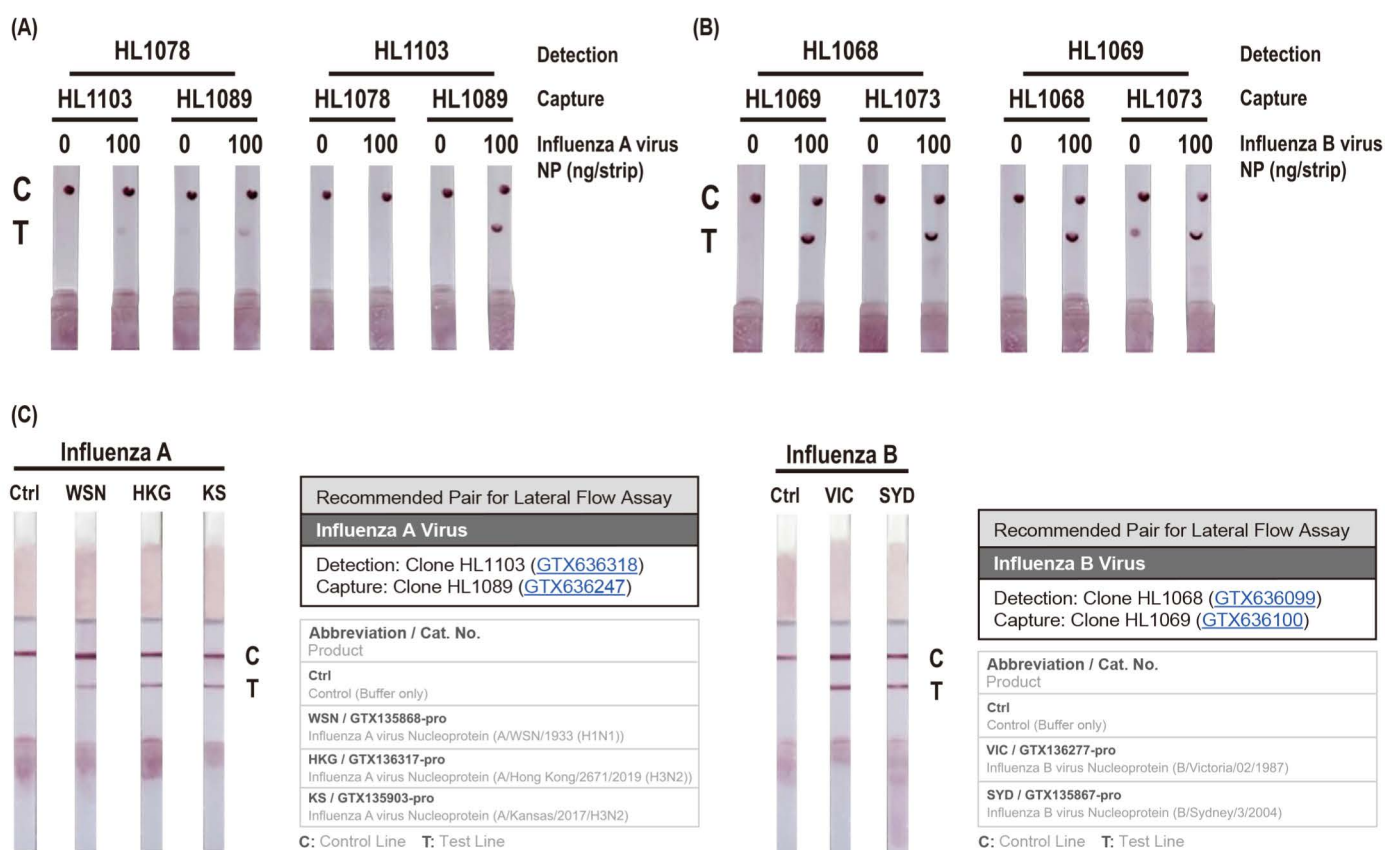 (A)
HL1078
HL1103
Detection
HL1103
HL1089
HL1078
HL1089
Capture
0
100
0
100
0
100
0
100
Influenza A virus
NP (ng/strip)
C
T
(B)
HL1068
HL1069
Detection
HL1069
HL1073
HL1068
HL1073
Capture
0
100
0
100
0
100
0
100
Influenza B virus
NP (ng/strip)
C
T
(C)
Influenza A
Ctrl
WSN
HKG
KS
C
T
Recommended Pair for Lateral Flow Assay
Influenza A Virus
Detection: Clone HL1103 (GTX636318)
Capture: Clone HL1089 (GTX636247)
Abbreviation / Cat. No.
Product
Ctrl
Control (Buffer only)
WSN / GTX135868-pro
Influenza A virus Nucleoprotein (A/WSN/1933 (H1N1))
HKG / GTX136317-pro
Influenza A virus Nucleoprotein (A/Hong Kong/2671/2019 (H3N2))
KS / GTX135903-pro
Influenza A virus Nucleoprotein (A/Kansas/2017/H3N2)
C: Control Line T: Test Line
Influenza B
Ctrl
VIC
SYD
C
T
Recommended Pair for Lateral Flow Assay
Influenza B Virus
Detection: Clone HL1068 (GTX636099)
Capture: Clone HL1069 (GTX636100)
Abbreviation / Cat. No.
Product
Ctrl
Control (Buffer only)
VIC / GTX136277-pro
Influenza B virus Nucleoprotein (B/Victoria/02/1987)
SYD / GTX135867-pro
Influenza B virus Nucleoprotein (B/Sydney/3/2004)
C: Control Line T: Test Line